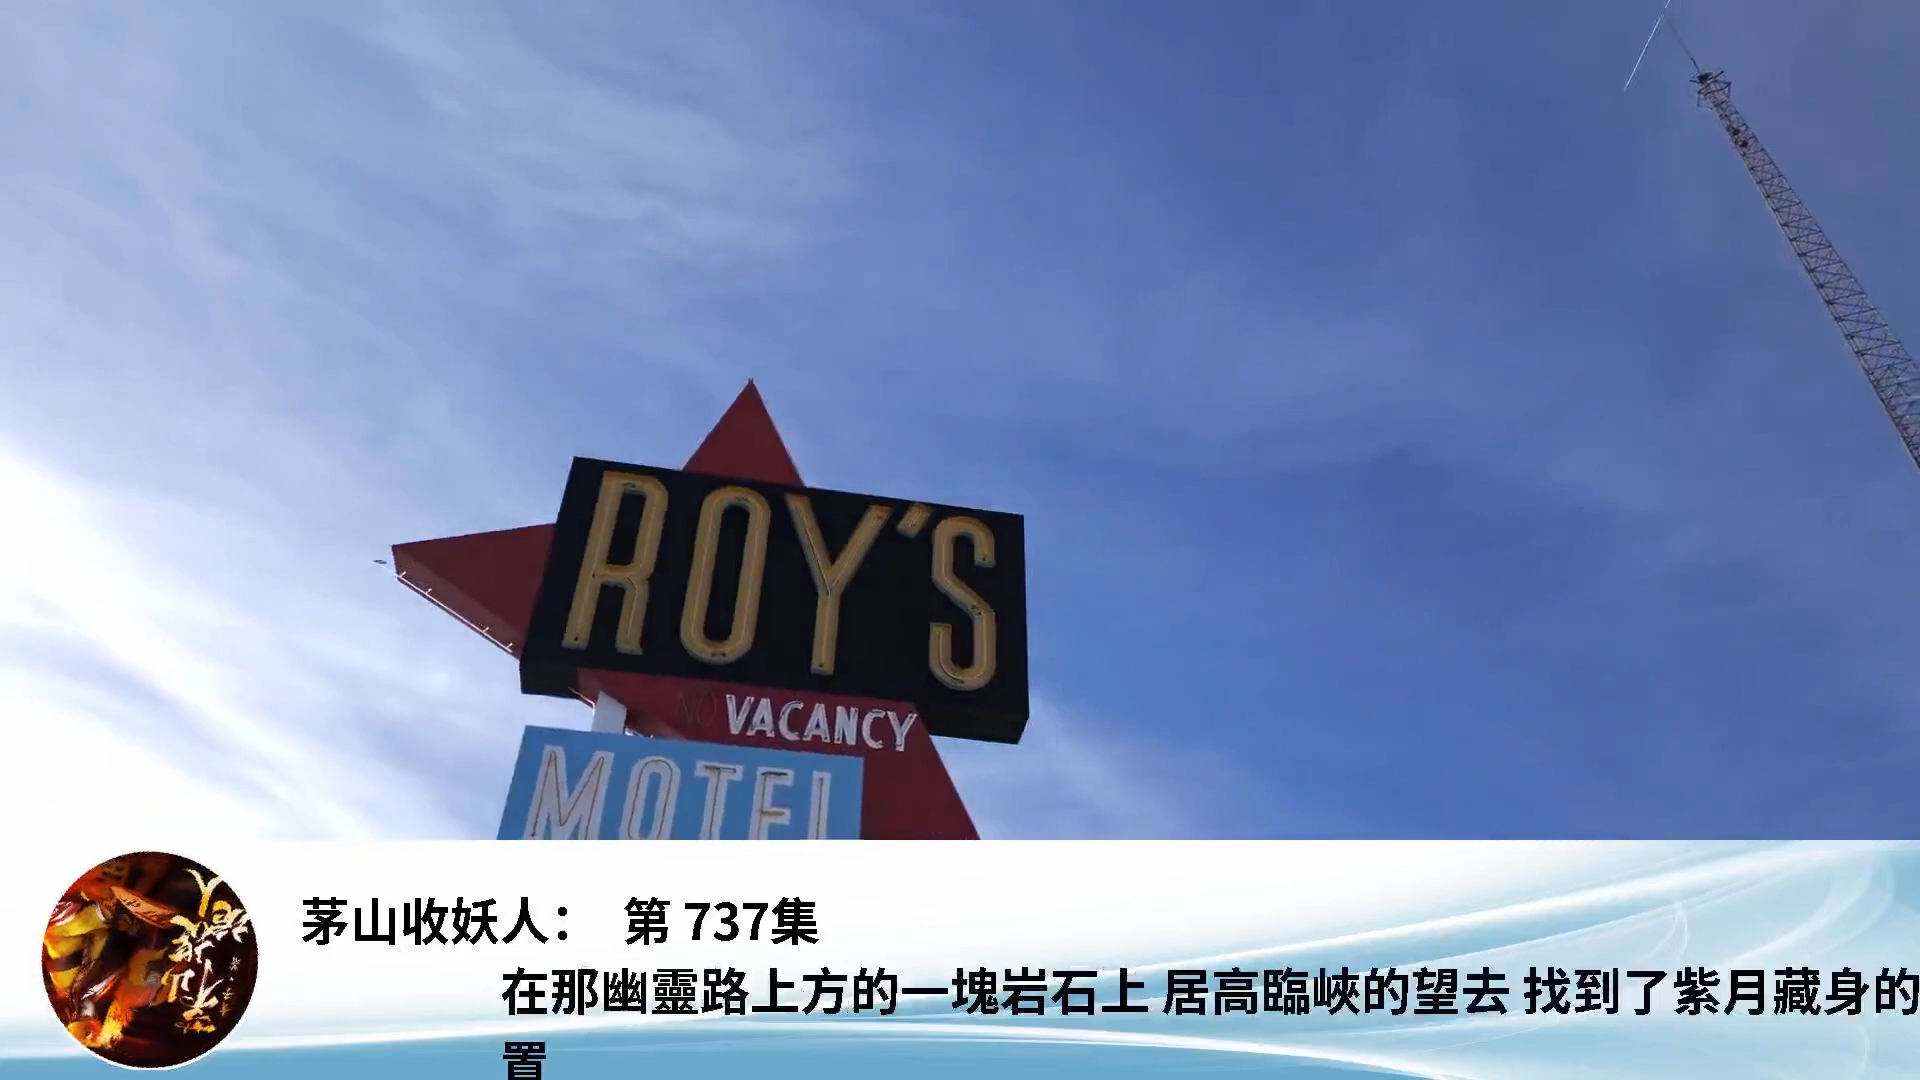 ROY'S
NO VACANCY
MOTEL
茅山收妖人： 第 737集
在那幽靈路上方的一塊岩石上 居高臨峽的望去 找到了紫月藏身的
置